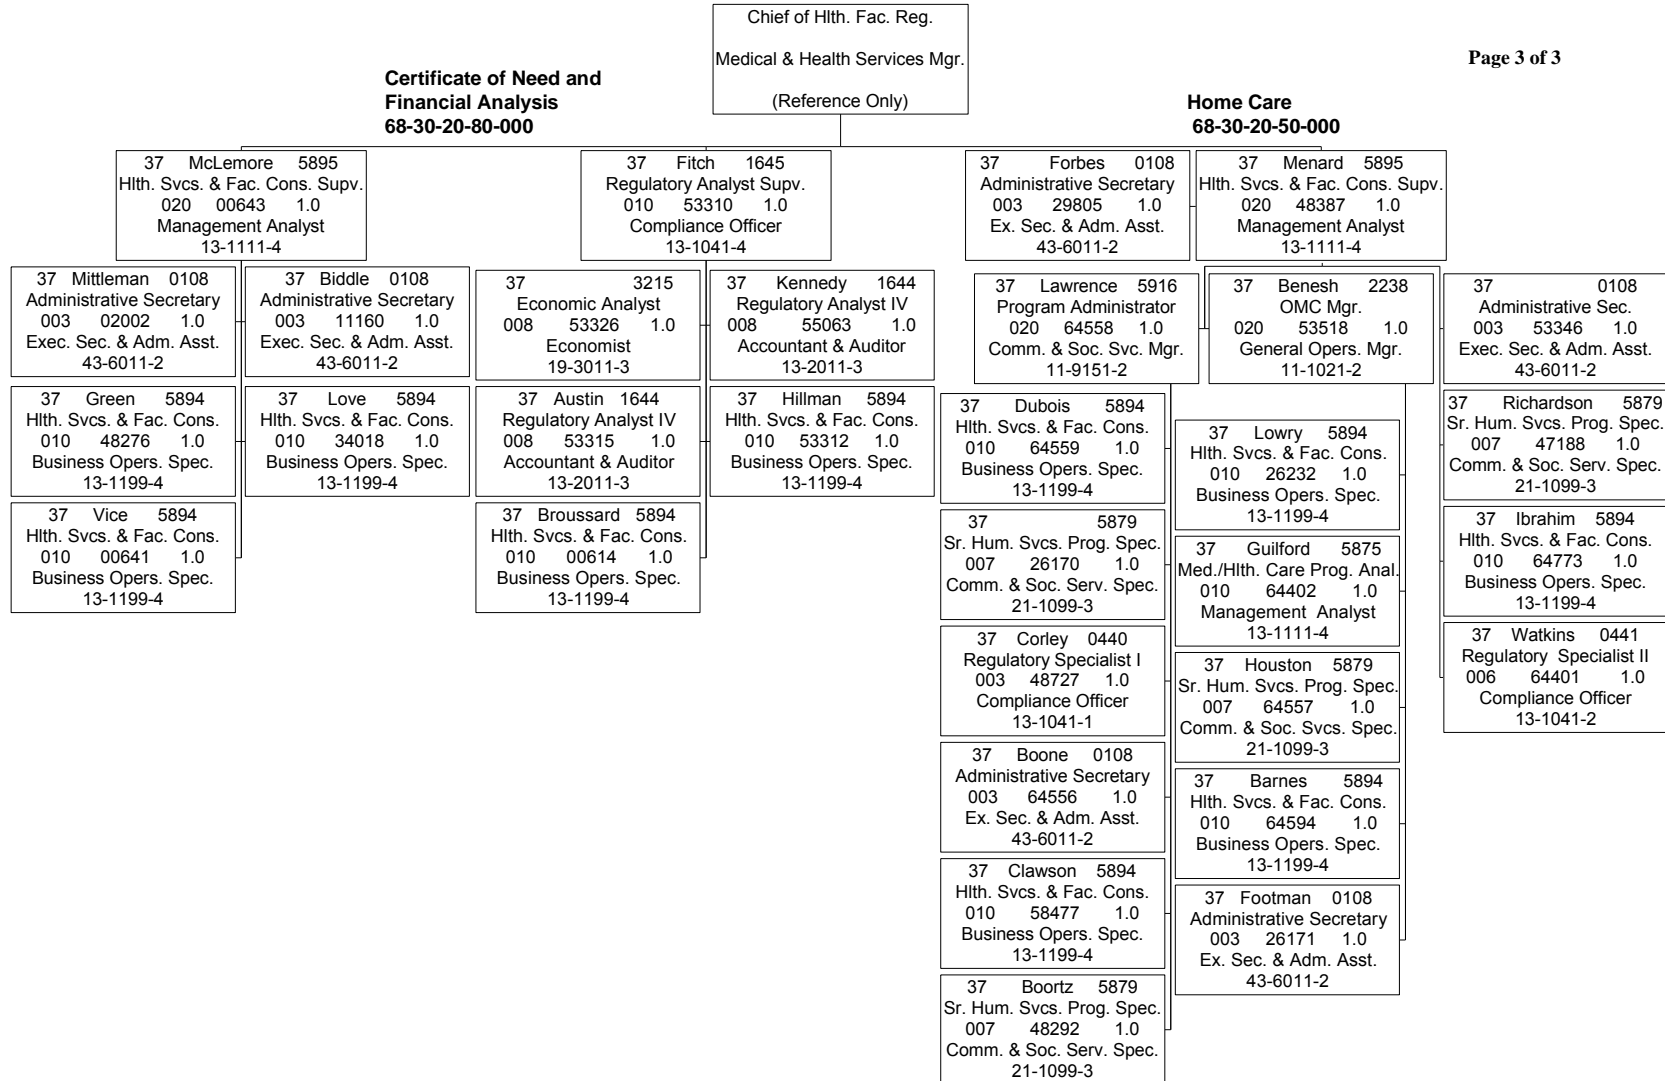 Chief of Hlth. Fac. Reg.
Medical & Health Services Mgr.
(Reference Only)
Page 3 of 3
Certificate of Need and
Financial Analysis
68-30-20-80-000
Home Care
68-30-20-50-000
37 McLemore 5895
Hlth. Svcs. & Fac. Cons. Supv.
020 00643 1.0
Management Analyst
13-1111-4
37 Fitch 1645
Regulatory Analyst Supv.
010 53310 1.0
Compliance Officer
13-1041-4
37 Forbes 0108
Administrative Secretary
003 29805 1.0
Ex. Sec. & Adm. Asst.
43-6011-2
37 Menard 5895
Hlth. Svcs. & Fac. Cons. Supv.
020 48387 1.0
Management Analyst
13-1111-4
37 Mittleman 0108
Administrative Secretary
003 02002 1.0
Exec. Sec. & Adm. Asst.
43-6011-2
37 Biddle 0108
Administrative Secretary
003 11160 1.0
Exec. Sec. & Adm. Asst.
43-6011-2
37 3215
Economic Analyst
008 53326 1.0
Economist
19-3011-3
37 Kennedy 1644
Regulatory Analyst IV
008 55063 1.0
Accountant & Auditor
13-2011-3
37 Lawrence 5916
Program Administrator
020 64558 1.0
Comm. & Soc. Svc. Mgr.
11-9151-2
37 Benesh 2238
OMC Mgr.
020 53518 1.0
General Opers. Mgr.
11-1021-2
37 0108
Administrative Sec.
003 53346 1.0
Exec. Sec. & Adm. Asst.
43-6011-2
37 Green 5894
Hlth. Svcs. & Fac. Cons.
010 48276 1.0
Business Opers. Spec.
13-1199-4
37 Love 5894
Hlth. Svcs. & Fac. Cons.
010 34018 1.0
Business Opers. Spec.
13-1199-4
37 Austin 1644
Regulatory Analyst IV
008 53315 1.0
Accountant & Auditor
13-2011-3
37 Hillman 5894
Hlth. Svcs. & Fac. Cons.
010 53312 1.0
Business Opers. Spec.
13-1199-4
37 Vice 5894
Hlth. Svcs. & Fac. Cons.
010 00641 1.0
Business Opers. Spec.
13-1199-4
37 Broussard 5894
Hlth. Svcs. & Fac. Cons.
010 00614 1.0
Business Opers. Spec.
13-1199-4
37 Dubois 5894
Hlth. Svcs. & Fac. Cons.
010 64559 1.0
Business Opers. Spec.
13-1199-4
37 5879
Sr. Hum. Svcs. Prog. Spec.
007 26170 1.0
Comm. & Soc. Serv. Spec.
21-1099-3
37 Corley 0440
Regulatory Specialist I
003 48727 1.0
Compliance Officer
13-1041-1
37 Boone 0108
Administrative Secretary
003 64556 1.0
Ex. Sec. & Adm. Asst.
43-6011-2
37 Clawson 5894
Hlth. Svcs. & Fac. Cons.
010 58477 1.0
Business Opers. Spec.
13-1199-4
37 Boortz 5879
Sr. Hum. Svcs. Prog. Spec.
007 48292 1.0
Comm. & Soc. Serv. Spec.
21-1099-3
37 Lowry 5894
Hlth. Svcs. & Fac. Cons.
010 26232 1.0
Business Opers. Spec.
13-1199-4
37 Guilford 5875
Med./Hlth. Care Prog. Anal.
010 64402 1.0
Management Analyst
13-1111-4
37 Houston 5879
Sr. Hum. Svcs. Prog. Spec.
007 64557 1.0
Comm. & Soc. Svcs. Spec.
21-1099-3
37 Barnes 5894
Hlth. Svcs. & Fac. Cons.
010 64594 1.0
Business Opers. Spec.
13-1199-4
37 Footman 0108
Administrative Secretary
003 26171 1.0
Ex. Sec. & Adm. Asst.
43-6011-2
37 Richardson 5879
Sr. Hum. Svcs. Prog. Spec.
007 47188 1.0
Comm. & Soc. Serv. Spec.
21-1099-3
37 Ibrahim 5894
Hlth. Svcs. & Fac. Cons.
010 64773 1.0
Business Opers. Spec.
13-1199-4
37 Watkins 0441
Regulatory Specialist II
006 64401 1.0
Compliance Officer
13-1041-2